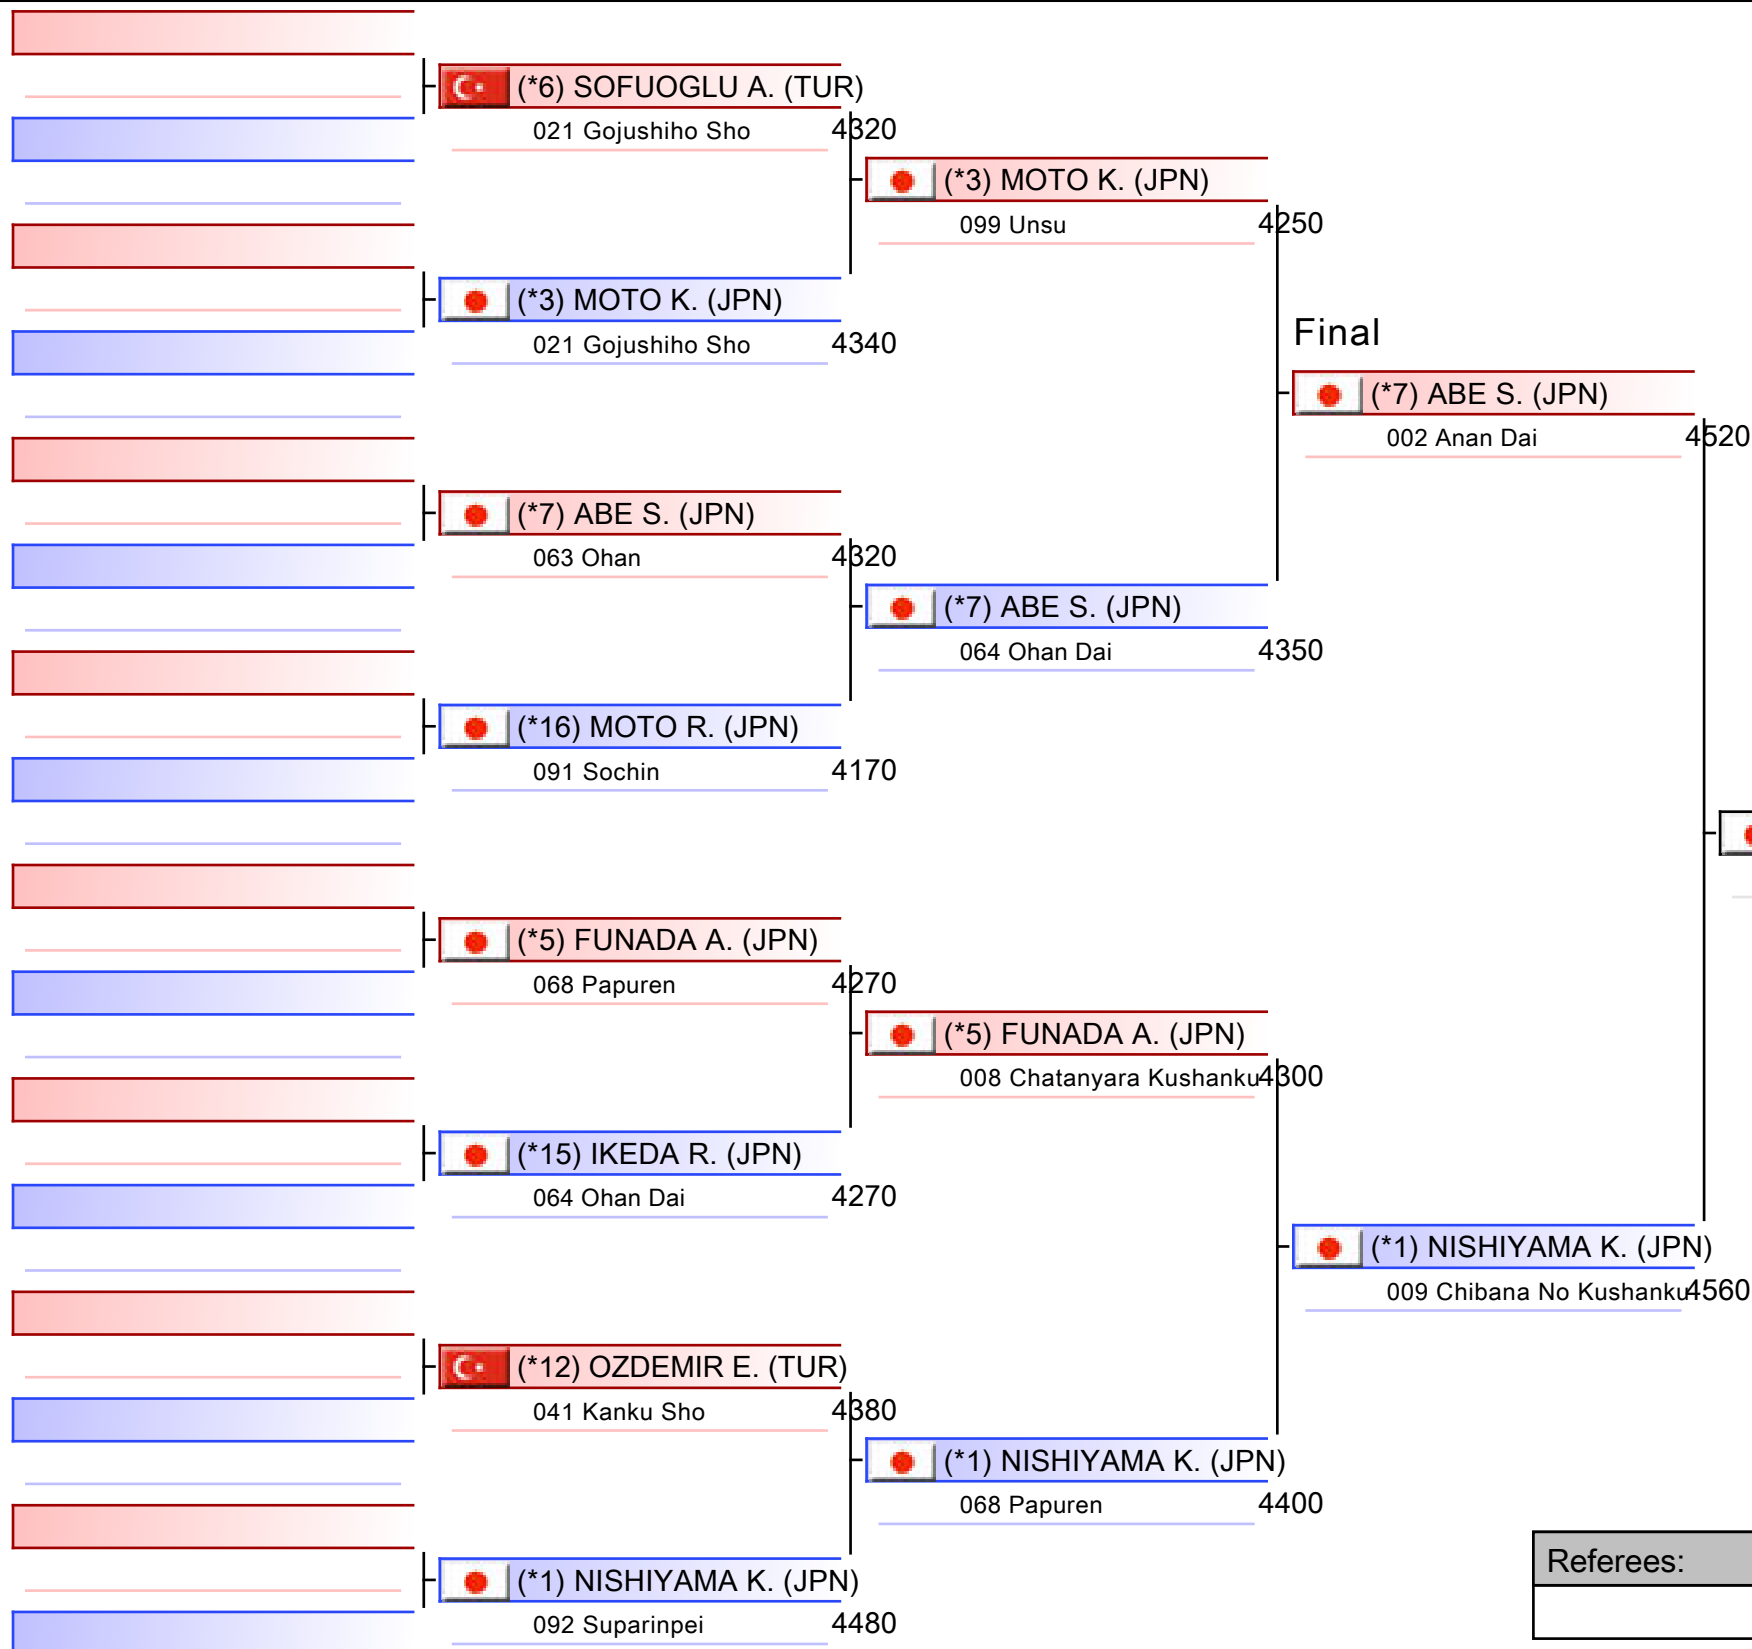 (*6) SOFUOGLU A. (TUR)
021 Gojushiho Sho 4320
(*3) MOTO K. (JPN)
099 Unsu 4250
(*3) MOTO K. (JPN)
021 Gojushiho Sho 4340
Final
(*7) ABE S. (JPN)
002 Anan Dai 4520
(*7) ABE S. (JPN)
063 Ohan 4320
(*7) ABE S. (JPN)
064 Ohan Dai 4350
(*16) MOTO R. (JPN)
091 Sochin 4170
(*5) FUNADA A. (JPN)
068 Papuren 4270
(*5) FUNADA A. (JPN)
008 Chatanyara Kushanku 4300
(*15) IKEDA R. (JPN)
064 Ohan Dai 4270
(*1) NISHIYAMA K. (JPN)
009 Chibana No Kushanku 4560
(*12) OZDEMIR E. (TUR)
041 Kanku Sho 4380
(*1) NISHIYAMA K. (JPN)
068 Papuren 4400
(*1) NISHIYAMA K. (JPN)
092 Suparinpei 4480
Referees: